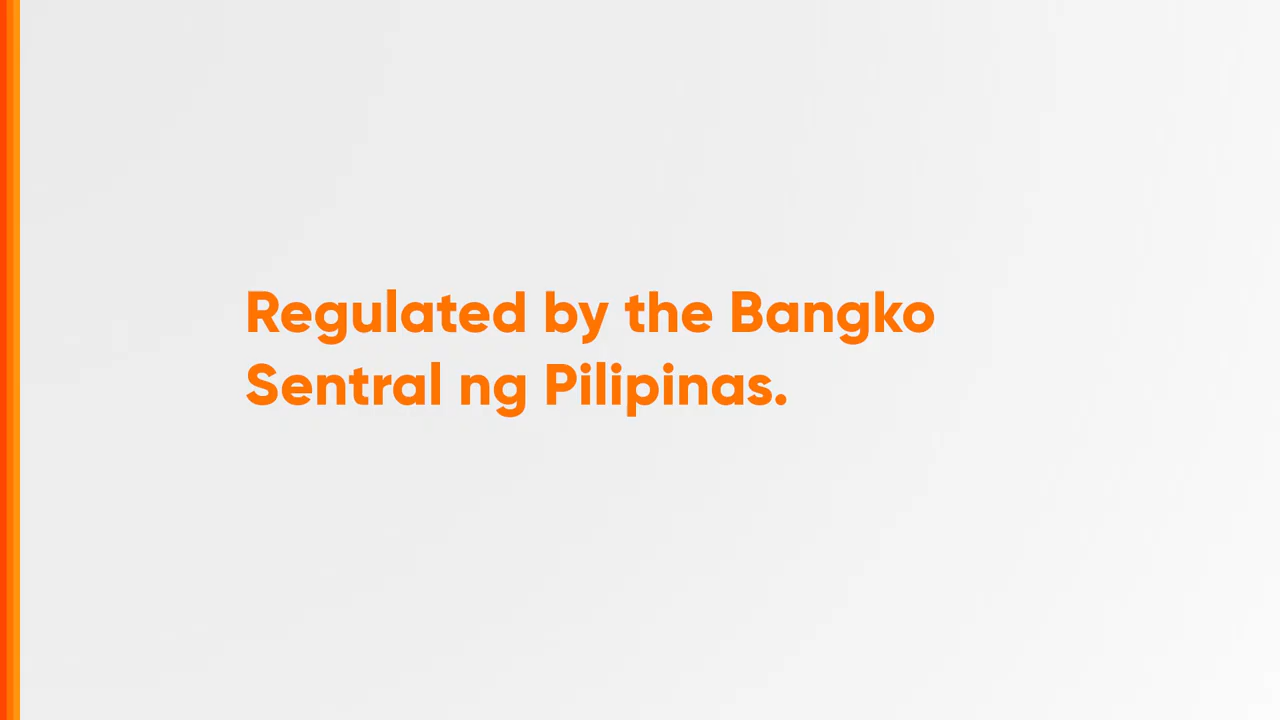 Regulated by the Bangko
Sentral ng Pilipinas.